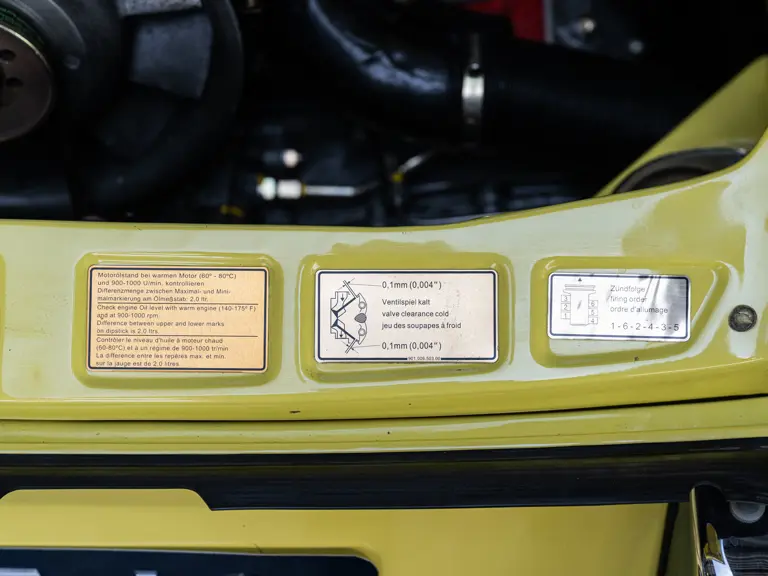 Motorölstand bei warmen Motor (60° - 80°C)
und 900-1000 U/min. kontrollieren
Differenzmenge zwischen Maximal- und Mini-
malmarkierung am Ölmeßstab: 2,0 ltr.
Check engine Oil level with warm engine (140-175° F)
and at 900-1000 rpm.
Difference between upper and lower marks
on dipstick is 2.0 ltrs.
Contrôler le niveau d'huile à moteur chaud
(60-80°C) et à un régime de 900-1000 tr/min
La différence entre les repères max. et min.
sur la jauge est de 2.0 litres.
0,1mm (0,004")
Ventilspiel kalt
valve clearance cold
jeu des soupapes à froid
0,1mm (0,004")
Zündfolge
firing order
ordre d'allumage
1-6-2-4-3-5